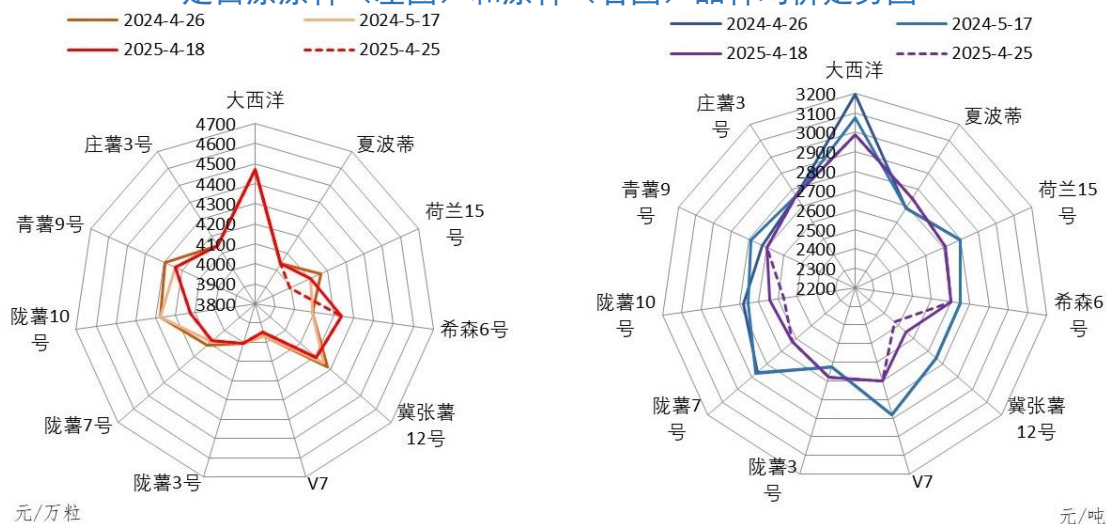 2024-4-26
2024-5-17
2025-4-18
2025-4-25
大西洋
4700
4600
4500
4400
4300
4200
4100
4000
3900
3800
夏波蒂
荷兰15
号
希森6号
冀张薯
12号
V7
陇薯3号
陇薯7号
陇薯10
号
青薯9号
庄薯3号
元/万粒
2024-4-26
2024-5-17
2025-4-18
2025-4-25
大西洋
3200
3100
3000
2900
2800
2700
2600
2500
2400
2300
2200
夏波蒂
荷兰15
号
希森6
号
冀张薯
12号
V7
陇薯3
号
陇薯7
号
陇薯10
号
青薯9
号
庄薯3
号
元/吨